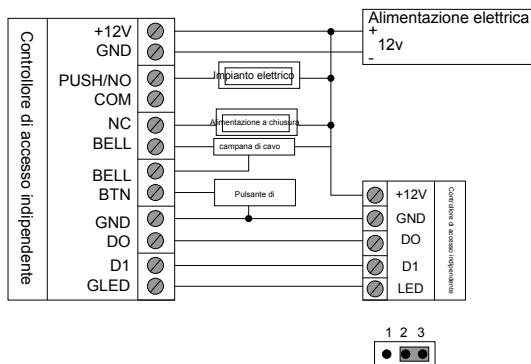 Controllore di accesso indipendente
+12V
GND
PUSH/NO
COM
NC
BELL
BELL
BTN
GND
DO
D1
GLED
Impianto elettrico
Alimentazione a chiusura
campana di cavo
Pulsante di
Alimentazione elettrica
+
12v
-
+12V
GND
DO
D1
LED
Controllore di accesso indipendente
1 2 3